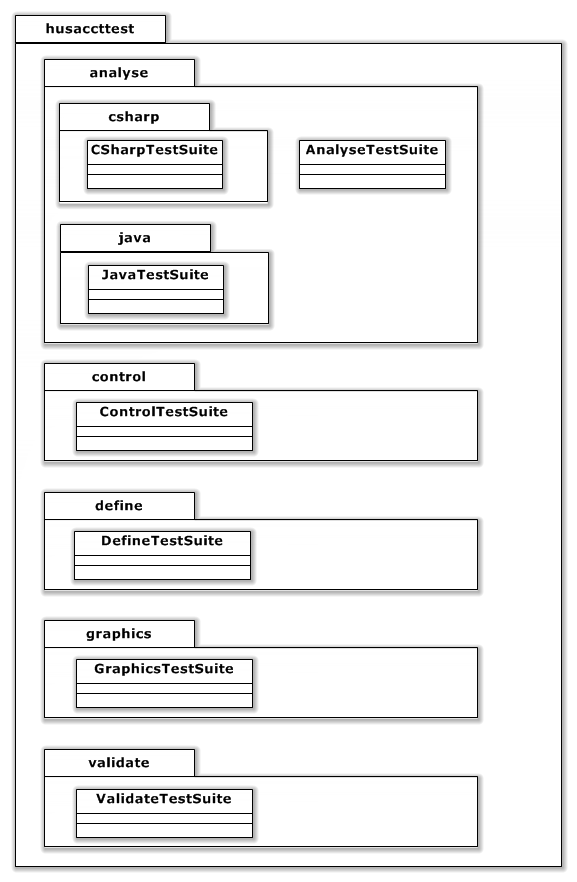 husaccttest
analyse
csharp
CSharpTestSuite
AnalyseTestSuite
java
JavaTestSuite
control
ControlTestSuite
define
DefineTestSuite
graphics
GraphicsTestSuite
validate
ValidateTestSuite